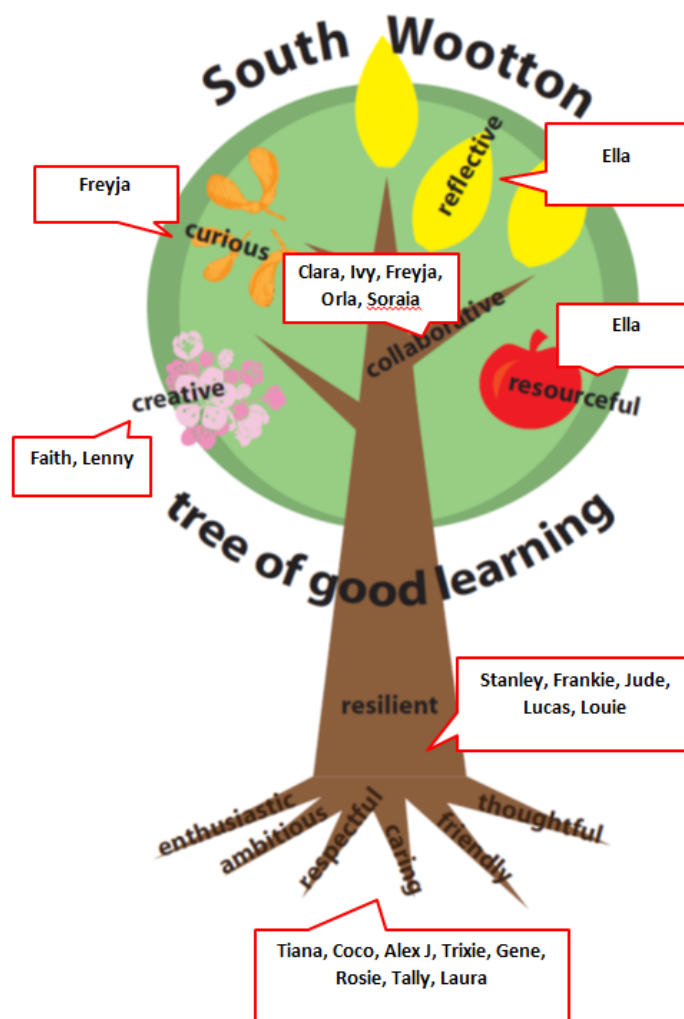 South Wootton
reflective
Ella
Freyja
curious
Clara, Ivy, Freyja,
Orla, Soraia
collaborative
Ella
creative
resourceful
Faith, Lenny
tree of good learning
Stanley, Frankie, Jude,
Lucas, Louie
resilient
enthusiastic
ambitious
respectful
caring
friendly
thoughtful
Tiana, Coco, Alex J, Trixie, Gene,
Rosie, Tally, Laura